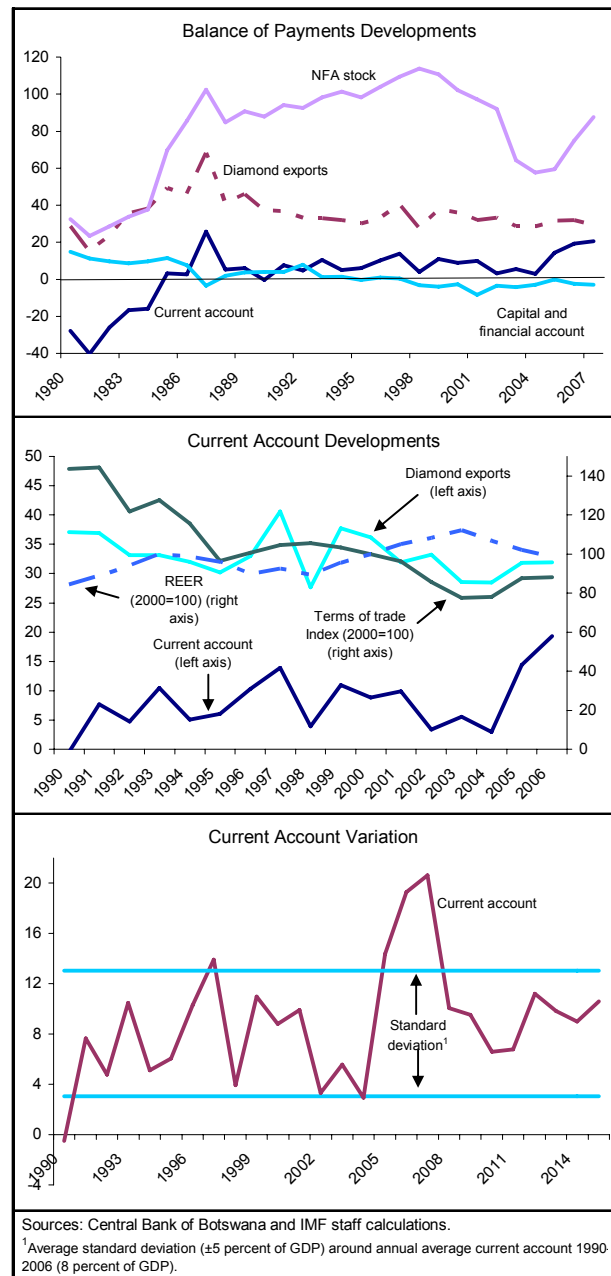 Balance of Payments Developments
120
100
80
60
40
20
0
-20
-40
NFA stock
Diamond exports
Current account
Capital and
financial account
1980
1983
1986
1989
1992
1995
1998
2001
2004
2007
Current Account Developments
50
45
40
35
30
25
20
15
10
5
0
140
120
100
80
60
40
20
0
Diamond exports
(left axis)
REER
(2000=100) (right
axis)
Terms of trade
Index (2000=100)
(right axis)
Current account
(left axis)
1990
1991
1992
1993
1994
1995
1996
1997
1998
1999
2000
2001
2002
2003
2004
2005
2006
Current Account Variation
20
16
12
8
4
0
-4
Current account
Standard
deviation¹
1990
1993
1996
1999
2002
2005
2008
2011
2014
Sources: Central Bank of Botswana and IMF staff calculations.
¹Average standard deviation (±5 percent of GDP) around annual average current account 1990-
2006 (8 percent of GDP).